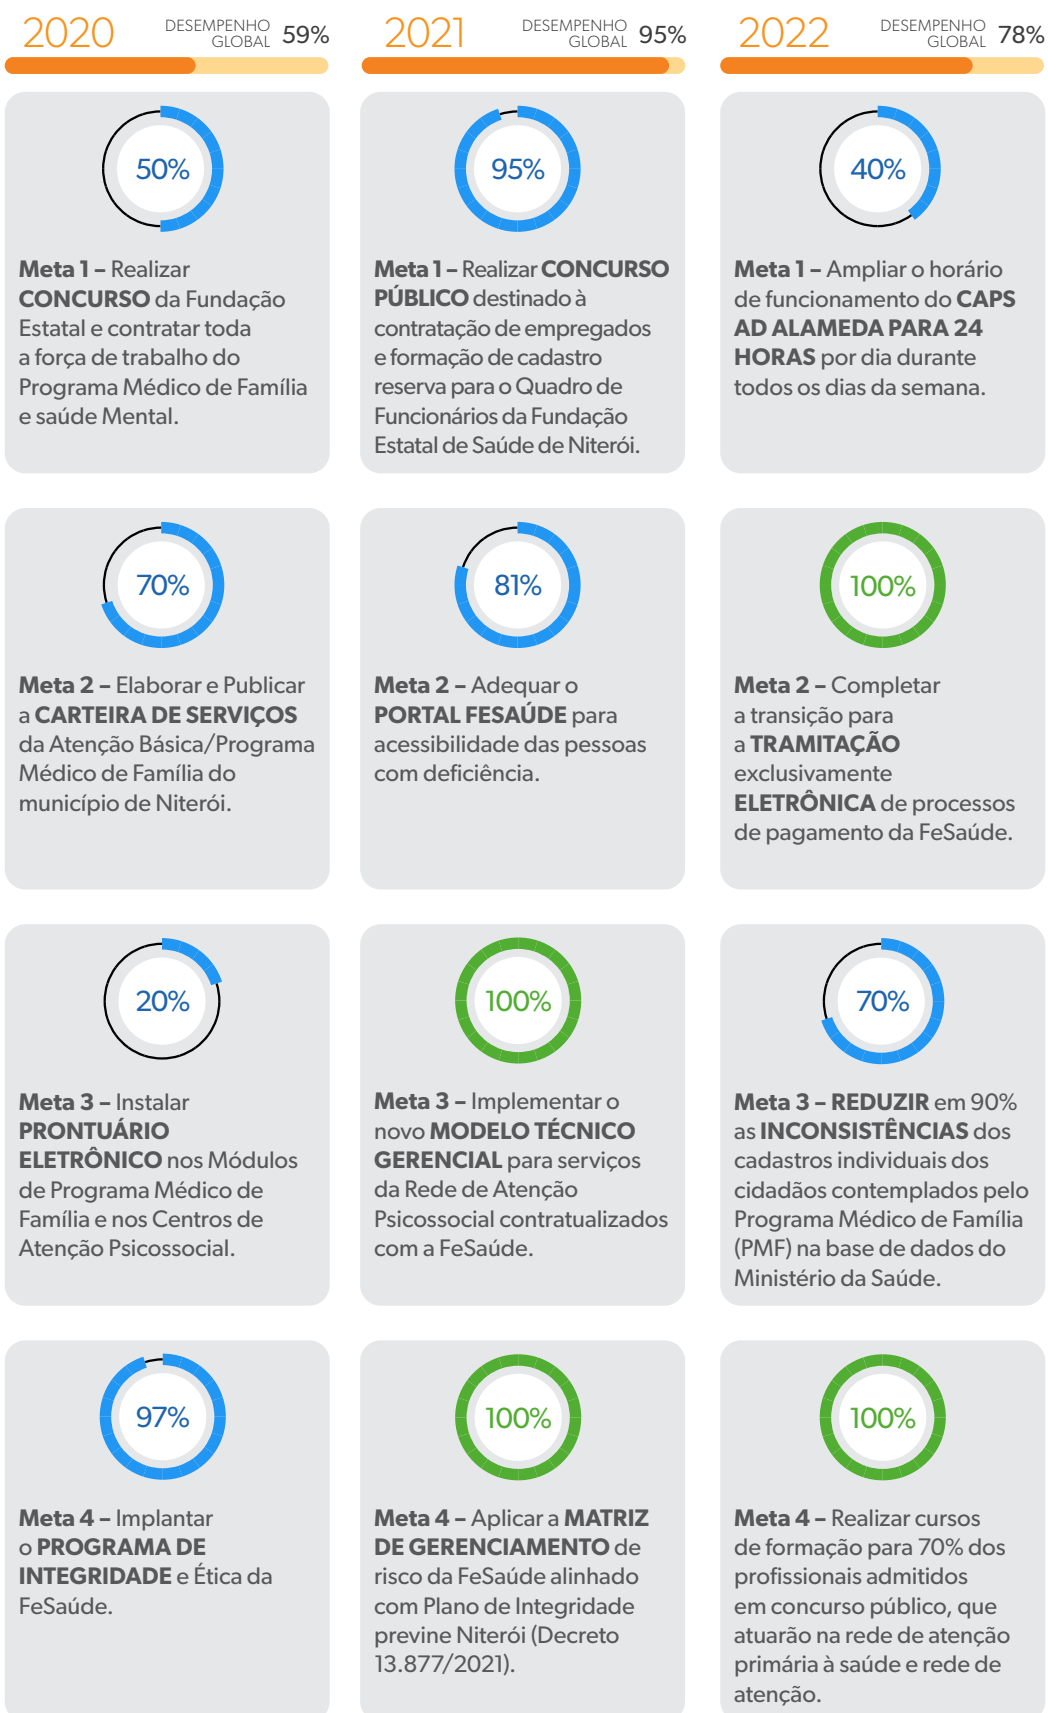 2020 DESEMPENHO GLOBAL 59%
50%
Meta 1 – Realizar
CONCURSO da Fundação
Estatal e contratar toda
a força de trabalho do
Programa Médico de Família
e saúde Mental.
70%
Meta 2 – Elaborar e Publicar
a CARTEIRA DE SERVIÇOS
da Atenção Básica/Programa
Médico de Família do
município de Niterói.
20%
Meta 3 – Instalar
PRONTUÁRIO
ELETRÔNICO nos Módulos
de Programa Médico de
Família e nos Centros de
Atenção Psicossocial.
97%
Meta 4 – Implantar
o PROGRAMA DE
INTEGRIDADE e Ética da
FeSaúde.
2021 DESEMPENHO GLOBAL 95%
95%
Meta 1 – Realizar CONCURSO
PÚBLICO destinado à
contratação de empregados
e formação de cadastro
reserva para o Quadro de
Funcionários da Fundação
Estatal de Saúde de Niterói.
81%
Meta 2 – Adequar o
PORTAL FESAÚDE para
acessibilidade das pessoas
com deficiência.
100%
Meta 3 – Implementar o
novo MODELO TÉCNICO
GERENCIAL para serviços
da Rede de Atenção
Psicossocial contratualizados
com a FeSaúde.
100%
Meta 4 – Aplicar a MATRIZ
DE GERENCIAMENTO de
risco da FeSaúde alinhado
com Plano de Integridade
previne Niterói (Decreto
13.877/2021).
2022 DESEMPENHO GLOBAL 78%
40%
Meta 1 – Ampliar o horário
de funcionamento do CAPS
AD ALAMEDA PARA 24
HORAS por dia durante
todos os dias da semana.
100%
Meta 2 – Completar
a transição para
a TRAMITAÇÃO
exclusivamente
ELETRÔNICA de processos
de pagamento da FeSaúde.
70%
Meta 3 – REDUZIR em 90%
as INCONSISTÊNCIAS dos
cadastros individuais dos
cidadãos contemplados pelo
Programa Médico de Família
(PMF) na base de dados do
Ministério da Saúde.
100%
Meta 4 – Realizar cursos
de formação para 70% dos
profissionais admitidos
em concurso público, que
atuarão na rede de atenção
primária à saúde e rede de
atenção.